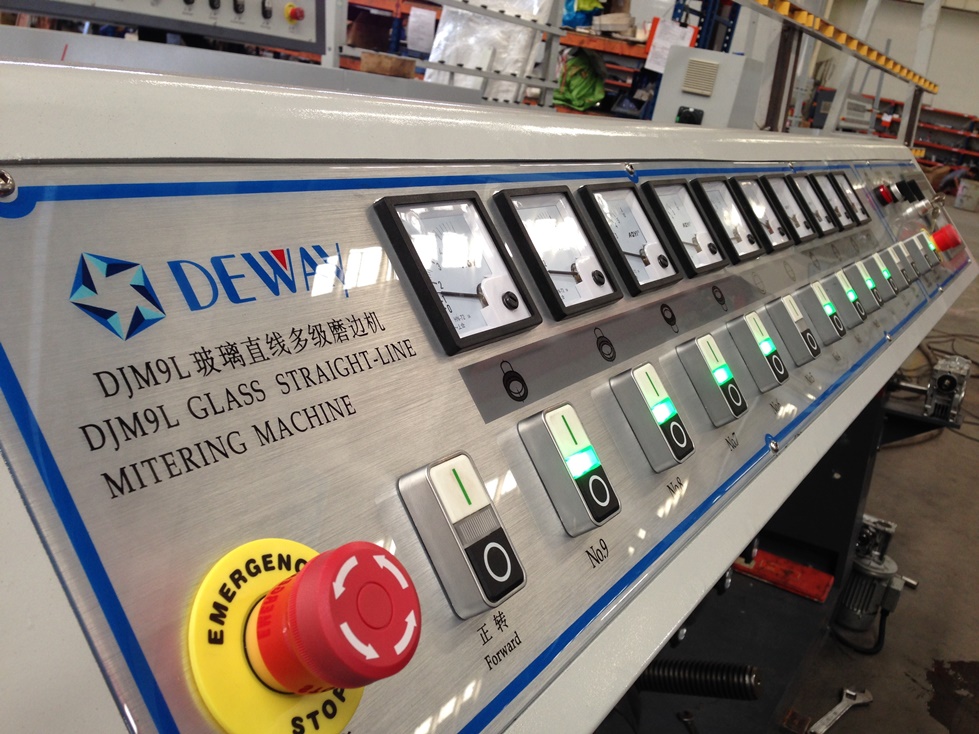 DEWAY
DJM9L 玻璃直线多级磨边机
DJM9L GLASS STRAIGHT-LINE
MITERING MACHINE
EMERGENC
STOP
正转
Forward
No.9
No.8
No.7